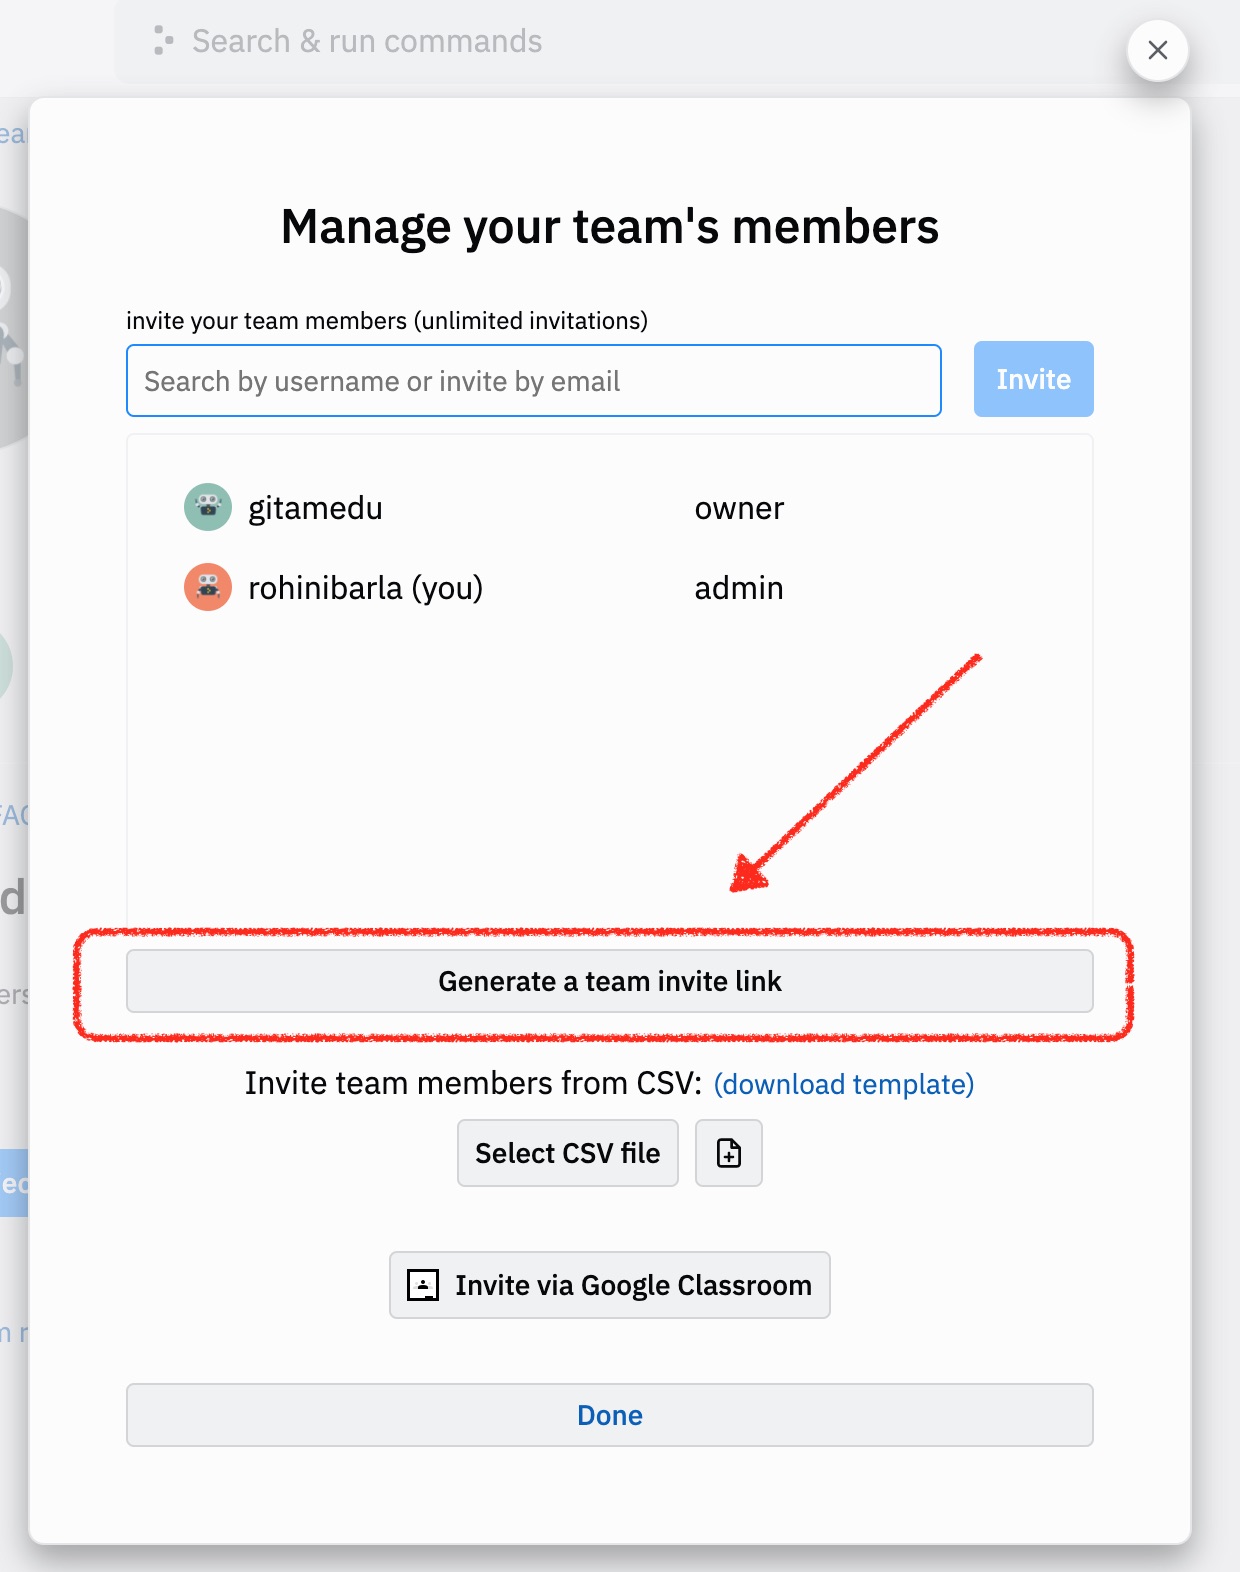 Search & run commands
Manage your team's members
invite your team members (unlimited invitations)
Search by username or invite by email
Invite
gitamedu owner
rohinibarla (you) admin
Generate a team invite link
Invite team members from CSV: (download template)
Select CSV file
Invite via Google Classroom
Done